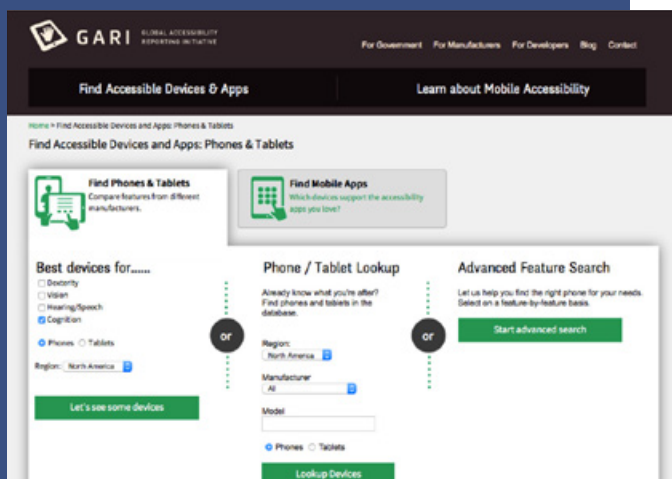 GARI GLOBAL ACCESSIBILITY
REPORTING INITIATIVE
For Government For Manufacturers For Developers Blog Contact
Find Accessible Devices & Apps
Learn about Mobile Accessibility
Home > Find Accessible Devices and Apps: Phones & Tablets
Find Accessible Devices and Apps: Phones & Tablets
Find Phones & Tablets
Compare features from different
manufacturers.
Find Mobile Apps
Which devices support the accessibility
apps you love?
Best devices for......
Dexterity
Vision
Hearing/Speech
Cognition
Phones Tablets
Region: North America
Let's see some devices
or
Phone / Tablet Lookup
Already know what you're after?
Find phones and tablets in the
database.
Region:
North America
Manufacturer
All
Model
Phones Tablets
Lookup Devices
or
Advanced Feature Search
Let us help you find the right phone for your needs.
Select on a feature-by-feature basis.
Start advanced search